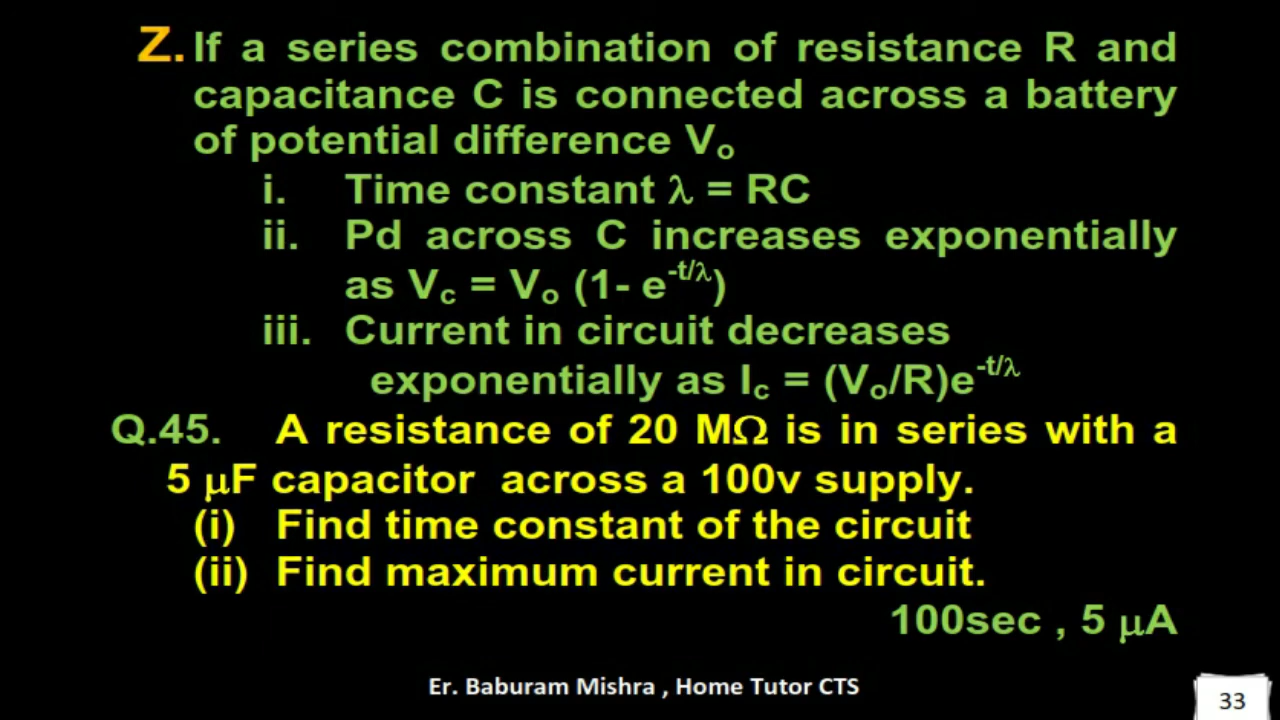 Z. If a series combination of resistance R and
capacitance C is connected across a battery
of potential difference Vₒ
i. Time constant λ = RC
ii. Pd across C increases exponentially
as V꜀ = Vₒ (1- e^-t/λ)
iii. Current in circuit decreases
exponentially as I꜀ = (Vₒ/R)e^-t/λ
Q.45. A resistance of 20 MΩ is in series with a
5 μF capacitor across a 100v supply.
(i) Find time constant of the circuit
(ii) Find maximum current in circuit.
100sec , 5 μA
Er. Baburam Mishra , Home Tutor CTS
33